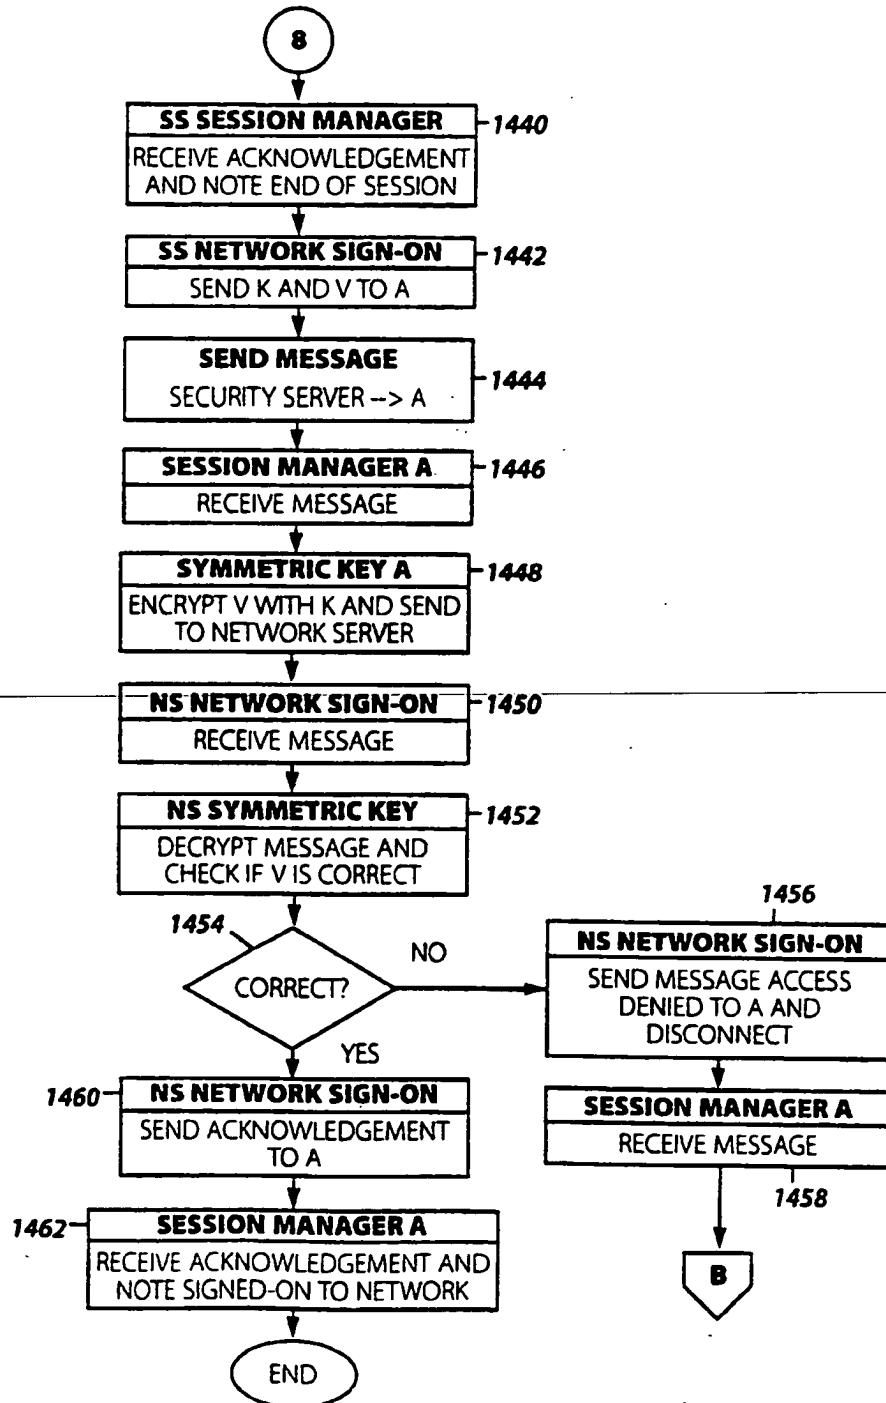 8
SS SESSION MANAGER
1440
RECEIVE ACKNOWLEDGEMENT
AND NOTE END OF SESSION
SS NETWORK SIGN-ON
1442
SEND K AND V TO A
SEND MESSAGE
1444
SECURITY SERVER --> A
SESSION MANAGER A
1446
RECEIVE MESSAGE
SYMMETRIC KEY A
1448
ENCRYPT V WITH K AND SEND
TO NETWORK SERVER
NS NETWORK SIGN-ON
1450
RECEIVE MESSAGE
NS SYMMETRIC KEY
1452
DECRYPT MESSAGE AND
CHECK IF V IS CORRECT
1454
CORRECT?
NO
YES
1456
NS NETWORK SIGN-ON
SEND MESSAGE ACCESS
DENIED TO A AND
DISCONNECT
SESSION MANAGER A
RECEIVE MESSAGE
1458
B
1460
NS NETWORK SIGN-ON
SEND ACKNOWLEDGEMENT
TO A
1462
SESSION MANAGER A
RECEIVE ACKNOWLEDGEMENT AND
NOTE SIGNED-ON TO NETWORK
END